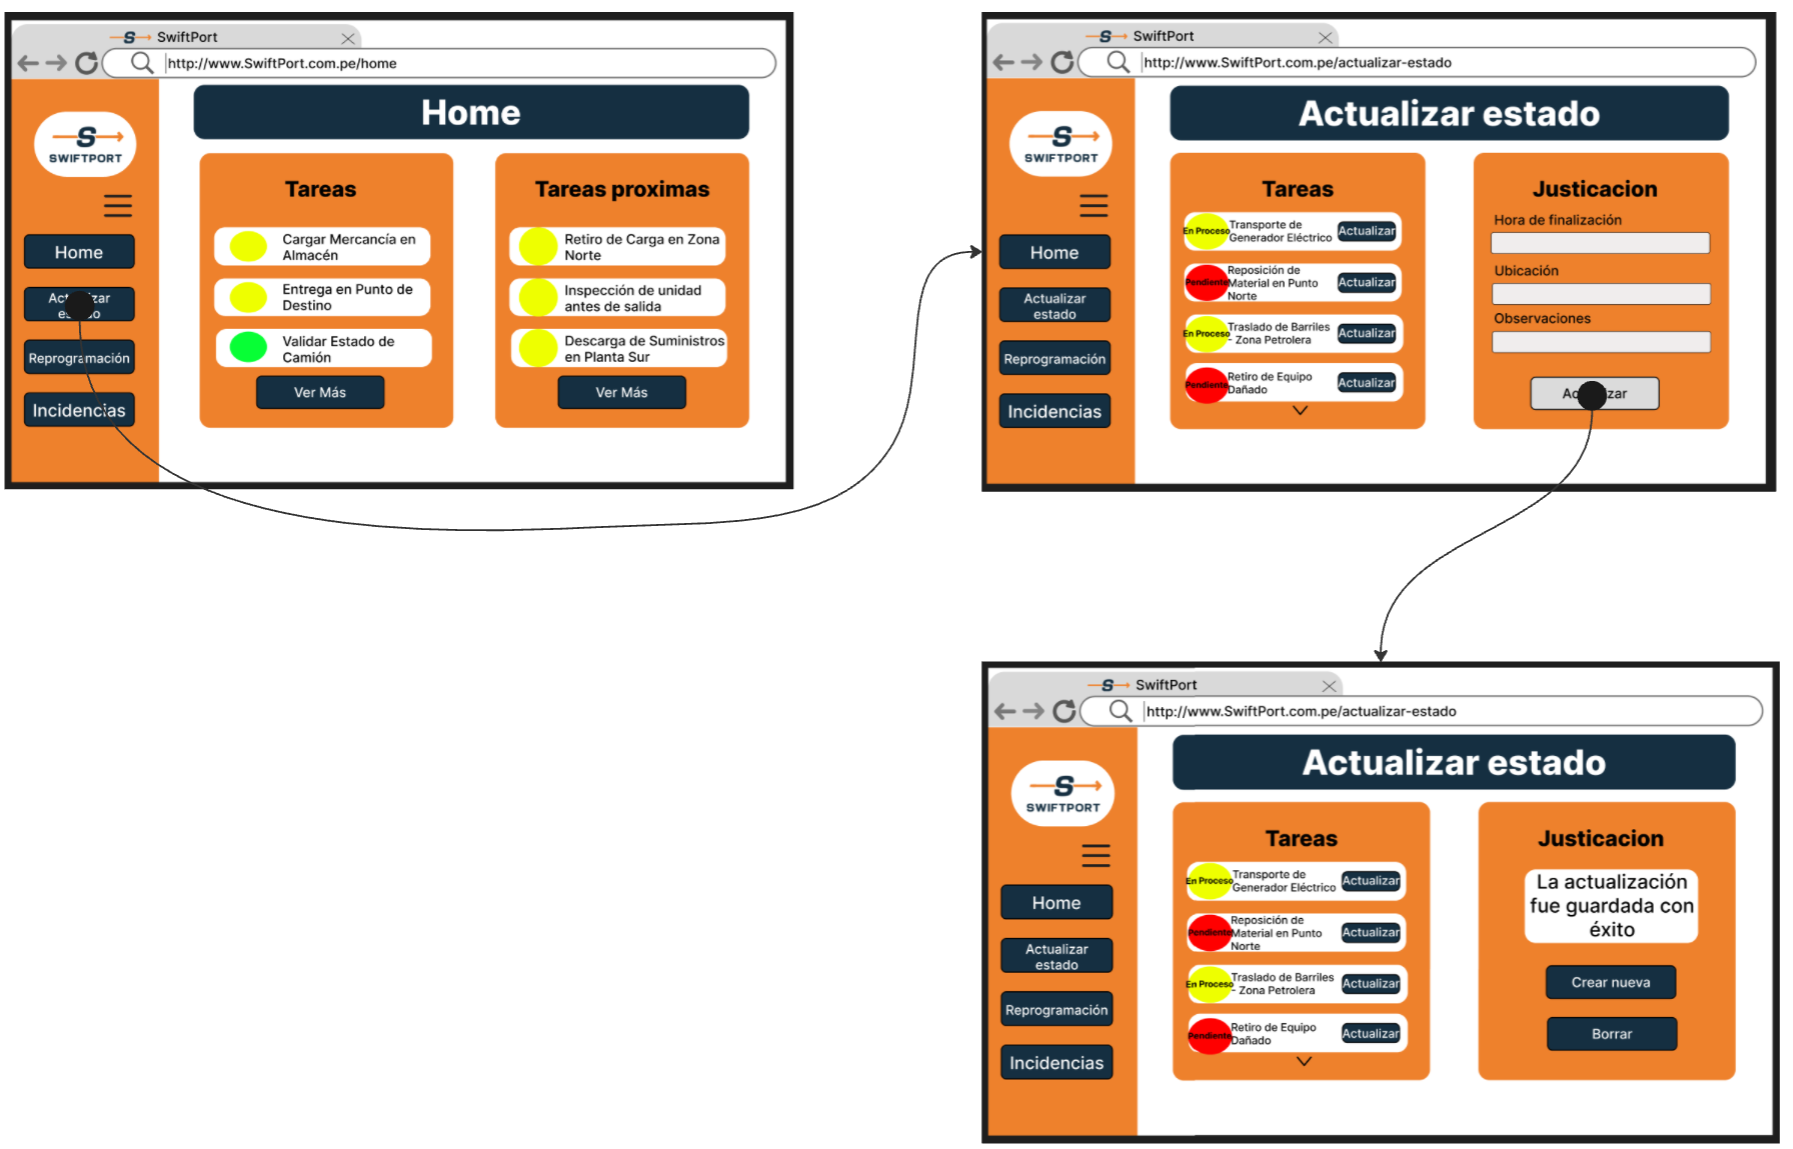 SwiftPort
http://www.SwiftPort.com.pe/home
S
SWIFTPORT
Home
Actualizar
estado
Reprogramación
Incidencias
Home
Tareas
Cargar Mercancía en
Almacén
Entrega en Punto de
Destino
Validar Estado de
Camión
Ver Más
Tareas proximas
Retiro de Carga en Zona
Norte
Inspección de unidad
antes de salida
Descarga de Suministros
en Planta Sur
Ver Más
SwiftPort
http://www.SwiftPort.com.pe/actualizar-estado
S
SWIFTPORT
Home
Actualizar
estado
Reprogramación
Incidencias
Actualizar estado
Tareas
En Proceso
Transporte de
Generador Eléctrico
Actualizar
Pendiente
Reposición de
Material en Punto
Norte
Actualizar
En Proceso
Traslado de Barriles
- Zona Petrolera
Actualizar
Pendiente
Retiro de Equipo
Dañado
Actualizar
Justicacion
Hora de finalización
Ubicación
Observaciones
Actualizar
SwiftPort
http://www.SwiftPort.com.pe/actualizar-estado
S
SWIFTPORT
Home
Actualizar
estado
Reprogramación
Incidencias
Actualizar estado
Tareas
En Proceso
Transporte de
Generador Eléctrico
Actualizar
Pendiente
Reposición de
Material en Punto
Norte
Actualizar
En Proceso
Traslado de Barriles
- Zona Petrolera
Actualizar
Pendiente
Retiro de Equipo
Dañado
Actualizar
Justicacion
La actualización
fue guardada con
éxito
Crear nueva
Borrar